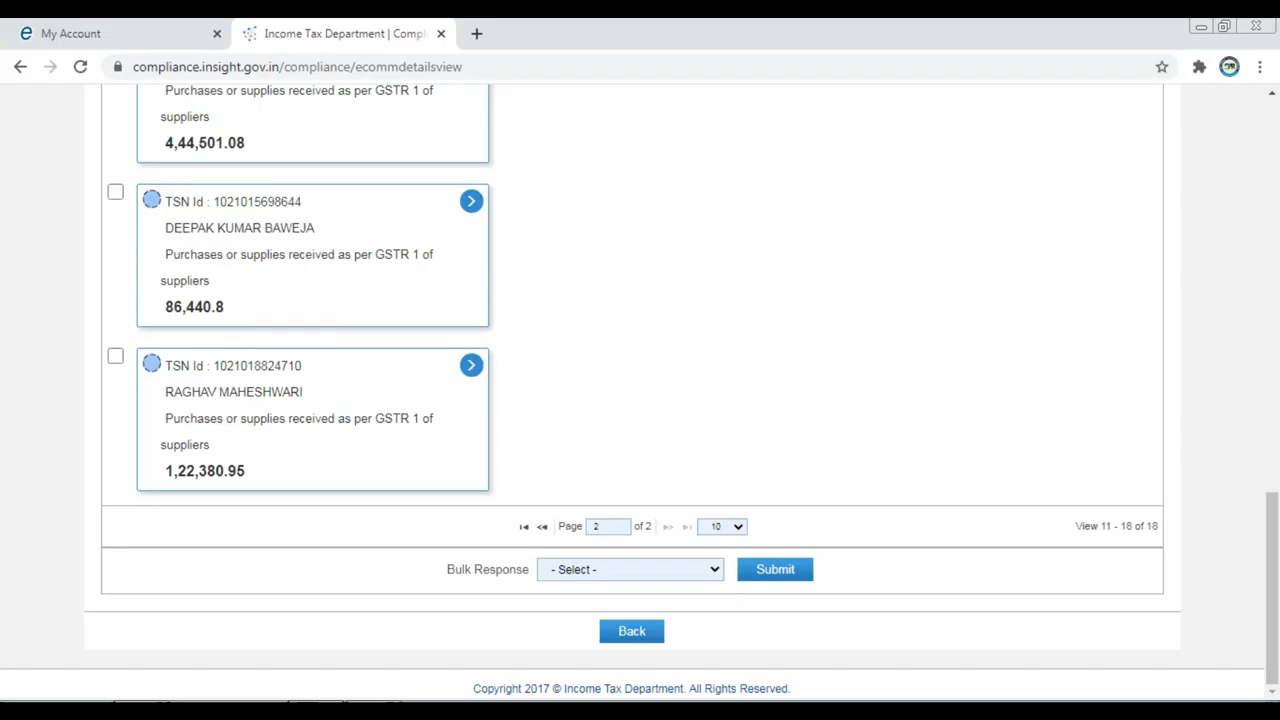 My Account
Income Tax Department | Compl
compliance.insight.gov.in/compliance/ecommdetailsview
Purchases or supplies received as per GSTR 1 of
suppliers
4,44,501.08
TSN Id : 1021015698644
DEEPAK KUMAR BAWEJA
Purchases or supplies received as per GSTR 1 of
suppliers
86,440.8
TSN Id : 1021018824710
RAGHAV MAHESHWARI
Purchases or supplies received as per GSTR 1 of
suppliers
1,22,380.95
Page 2 of 2 10 View 11 - 18 of 18
Bulk Response - Select - Submit
Back
Copyright 2017 © Income Tax Department. All Rights Reserved.